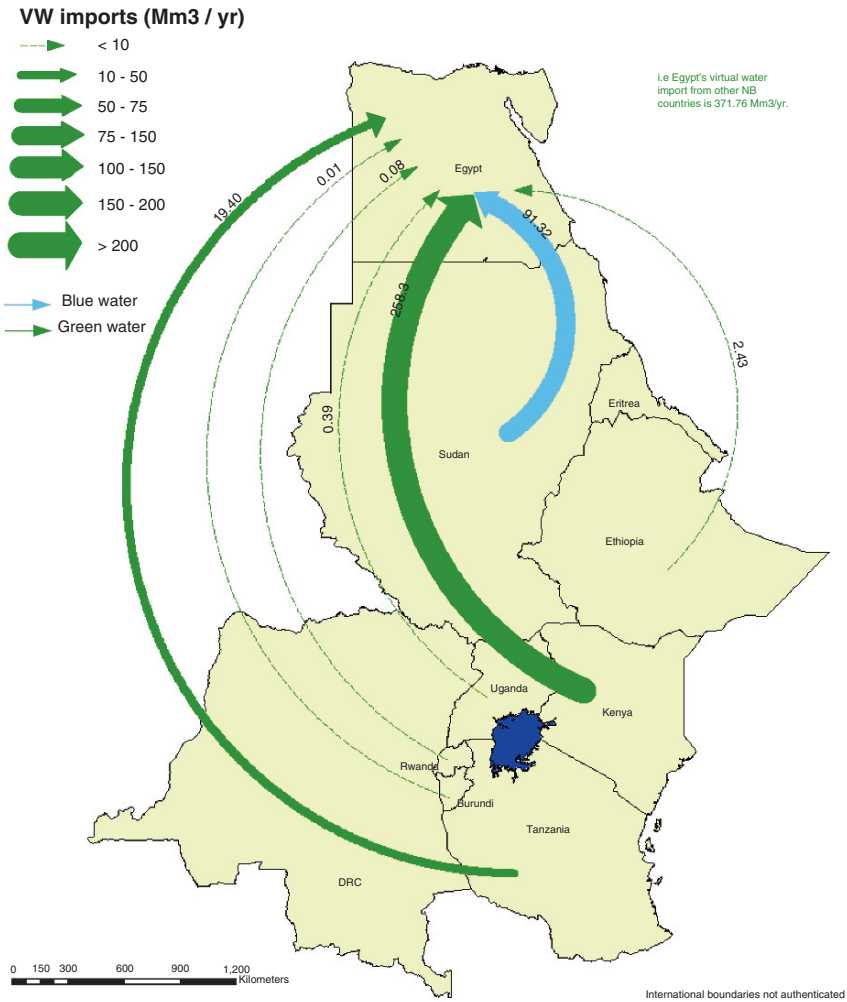 VW imports (Mm3 / yr)
< 10
10 - 50
50 - 75
75 - 150
100 - 150
150 - 200
> 200
Blue water
Green water
i.e Egypt's virtual water
import from other NB
countries is 371.76 Mm3/yr.
Egypt
0.01
0.08
19.40
91.32
258.3
2.43
0.39
Eritrea
Sudan
Ethiopia
Uganda
Kenya
Rwanda
Burundi
Tanzania
DRC
0 150 300 600 900 1,200
Kilometers
International boundaries not authenticated